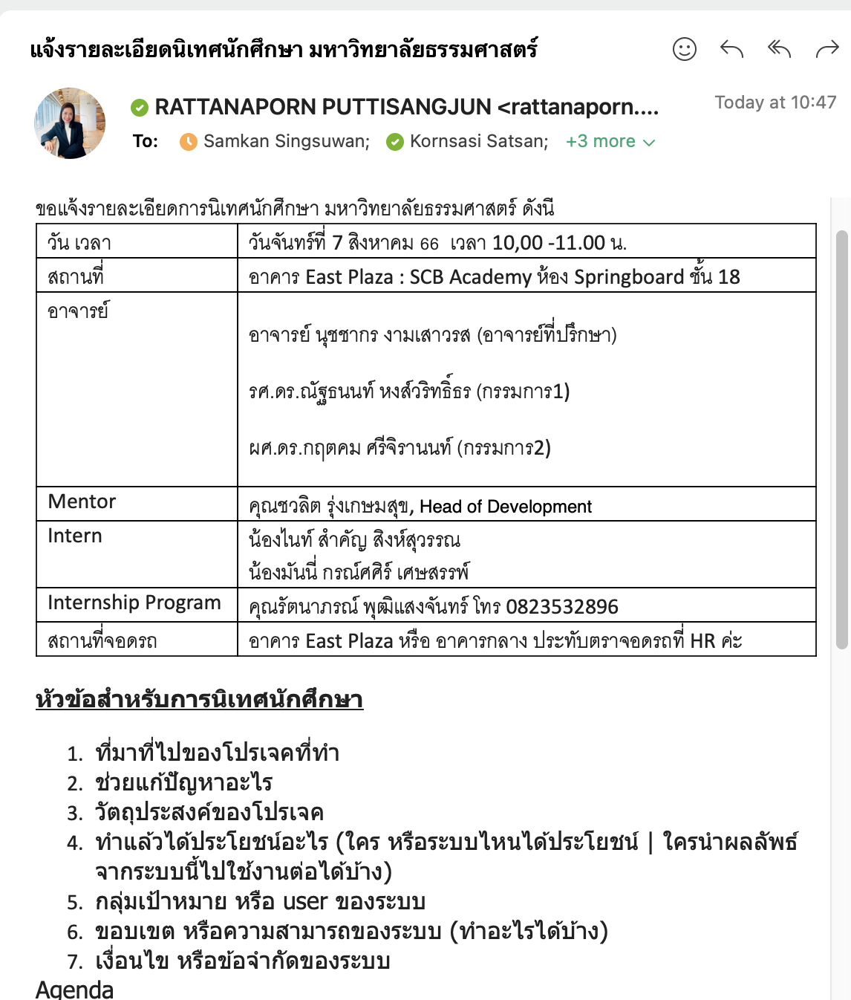 แจ้งรายละเอียดนิเทศนักศึกษา มหาวิทยาลัยธรรมศาสตร์
RATTANAPORN PUTTISANGJUN <rattanaporn....
Today at 10:47
To: Samkan Singsuwan; Kornsasi Satsan; +3 more
ขอแจ้งรายละเอียดการนิเทศนักศึกษา มหาวิทยาลัยธรรมศาสตร์ ดังนี้
วัน เวลา วันจันทร์ที่ 7 สิงหาคม 66 เวลา 10,00 -11.00 น.
สถานที่ อาคาร East Plaza : SCB Academy ห้อง Springboard ชั้น 18
อาจารย์
อาจารย์ นุชชากร งามเสาวรส (อาจารย์ที่ปรึกษา)
รศ.ดร.ณัฐธนนท์ หงส์วริทธิ์ธร (กรรมการ1)
ผศ.ดร.กฤตคม ศรีจิรานนท์ (กรรมการ2)
Mentor คุณชวลิต รุ่งเกษมสุข, Head of Development
Intern น้องไนท์ สำคัญ สิงห์สุวรรณ
น้องมันนี่ กรณ์ศศิร์ เศษสรรพ์
Internship Program คุณรัตนาภรณ์ พุฒิแสงจันทร์ โทร 0823532896
สถานที่จอดรถ อาคาร East Plaza หรือ อาคารกลาง ประทับตราจอดรถที่ HR ค่ะ
หัวข้อสำหรับการนิเทศนักศึกษา
1. ที่มาที่ไปของโปรเจคที่ทำ
2. ช่วยแก้ปัญหาอะไร
3. วัตถุประสงค์ของโปรเจค
4. ทำแล้วได้ประโยชน์อะไร (ใคร หรือระบบไหนได้ประโยชน์ | ใครนำผลลัพธ์
จากระบบนี้ไปใช้งานต่อได้บ้าง)
5. กลุ่มเป้าหมาย หรือ user ของระบบ
6. ขอบเขต หรือความสามารถของระบบ (ทำอะไรได้บ้าง)
7. เงื่อนไข หรือข้อจำกัดของระบบ
Agenda